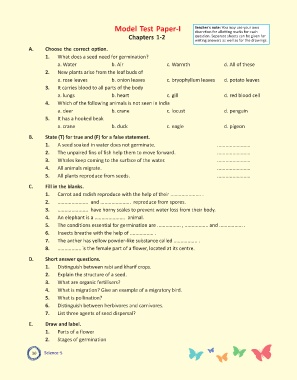 Model Test Paper-I
Chapters 1-2
Teacher's note: You may use your own discretion for allotting marks for each question. Separate sheets can be given for writing answers as well as for the drawings.
A. Choose the correct option.
1. What does a seed need for germination?
a. Water b. Air c. Warmth d. All of these
2. New plants arise from the leaf buds of
a. rose leaves b. onion leaves c. bryophyllum leaves d. potato leaves
3. It carries blood to all parts of the body
a. lungs b. heart c. gill d. red blood cell
4. Which of the following animals is not seen in India
a. deer b. crane c. locust d. penguin
5. It has a hooked beak
a. crane b. duck c. eagle d. pigeon
B. State (T) for true and (F) for a false statement.
1. A seed soaked in water does not germinate. ........................
2. The unpaired fins of fish help them to move forward. ........................
3. Whales keep coming to the surface of the water. ........................
4. All animals migrate. ........................
5. All plants reproduce from seeds. ........................
C. Fill in the blanks.
1. Carrot and radish reproduce with the help of their ...................... .
2. ...................... and ...................... reproduce from spores.
3. ...................... have horny scales to prevent water loss from their body.
4. An elephant is a ...................... animal.
5. The conditions essential for germination are ................. , ................. and ................. .
6. Insects breathe with the help of ................. .
7. The anther has yellow powder-like substance called ................. .
8. ................. is the female part of a flower, located at its centre.
D. Short answer questions.
1. Distinguish between rabi and kharif crops.
2. Explain the structure of a seed.
3. What are organic fertilisers?
4. What is migration? Give an example of a migratory bird.
5. What is pollination?
6. Distinguish between herbivores and carnivores.
7. List three agents of seed dispersal?
E. Draw and label.
1. Parts of a flower
2. Stages of germination
Science-5